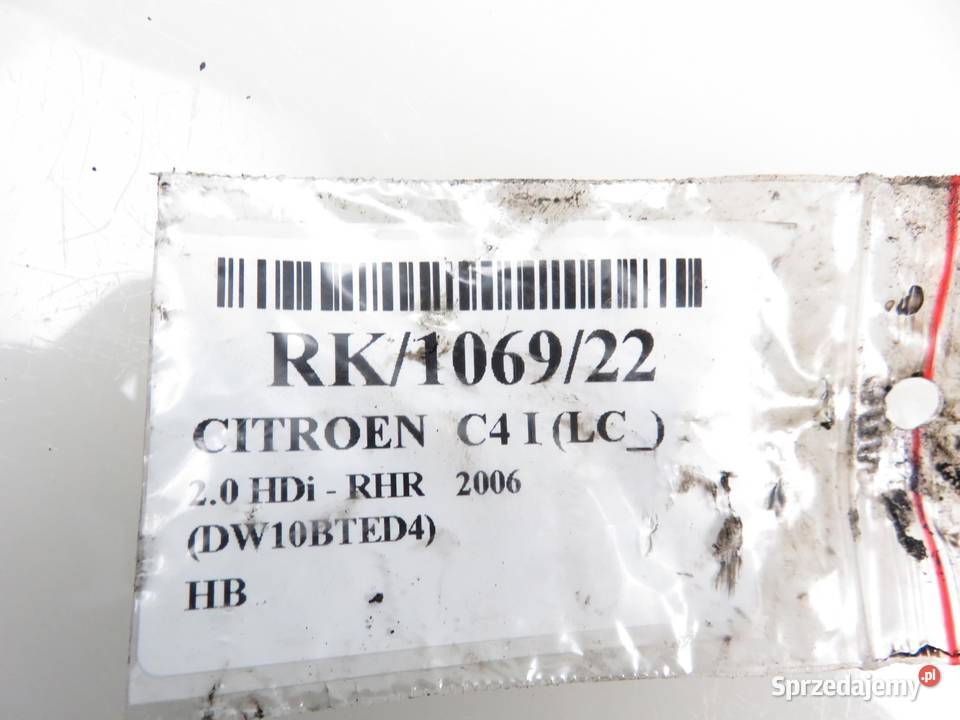 RK/1069/22
CITROEN C4 I (LC_)
2.0 HDi - RHR 2006
(DW10BTED4)
HB
Sprzedajemy.pl